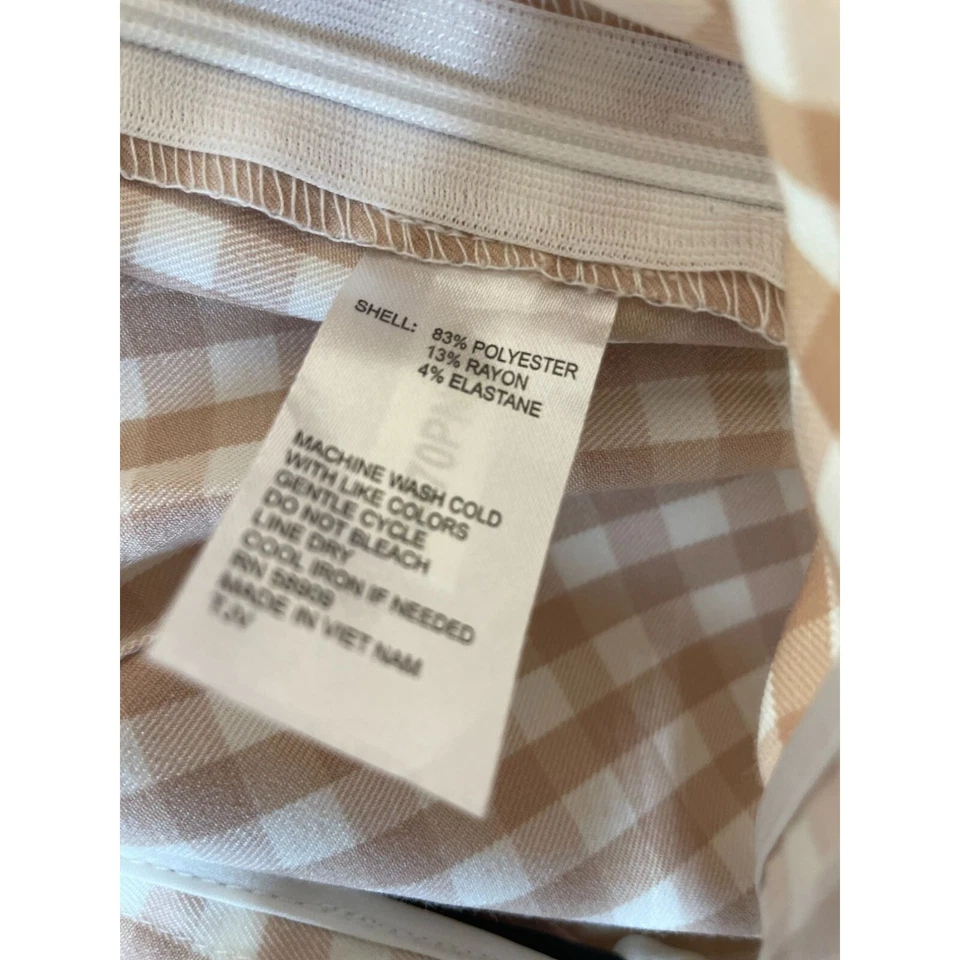 SHELL: 83% POLYESTER
13% RAYON
4% ELASTANE
MACHINE WASH COLD
WITH LIKE COLORS
GENTLE CYCLE
DO NOT BLEACH
LINE DRY
COOL IRON IF NEEDED
RN
MADE IN VIET NAM